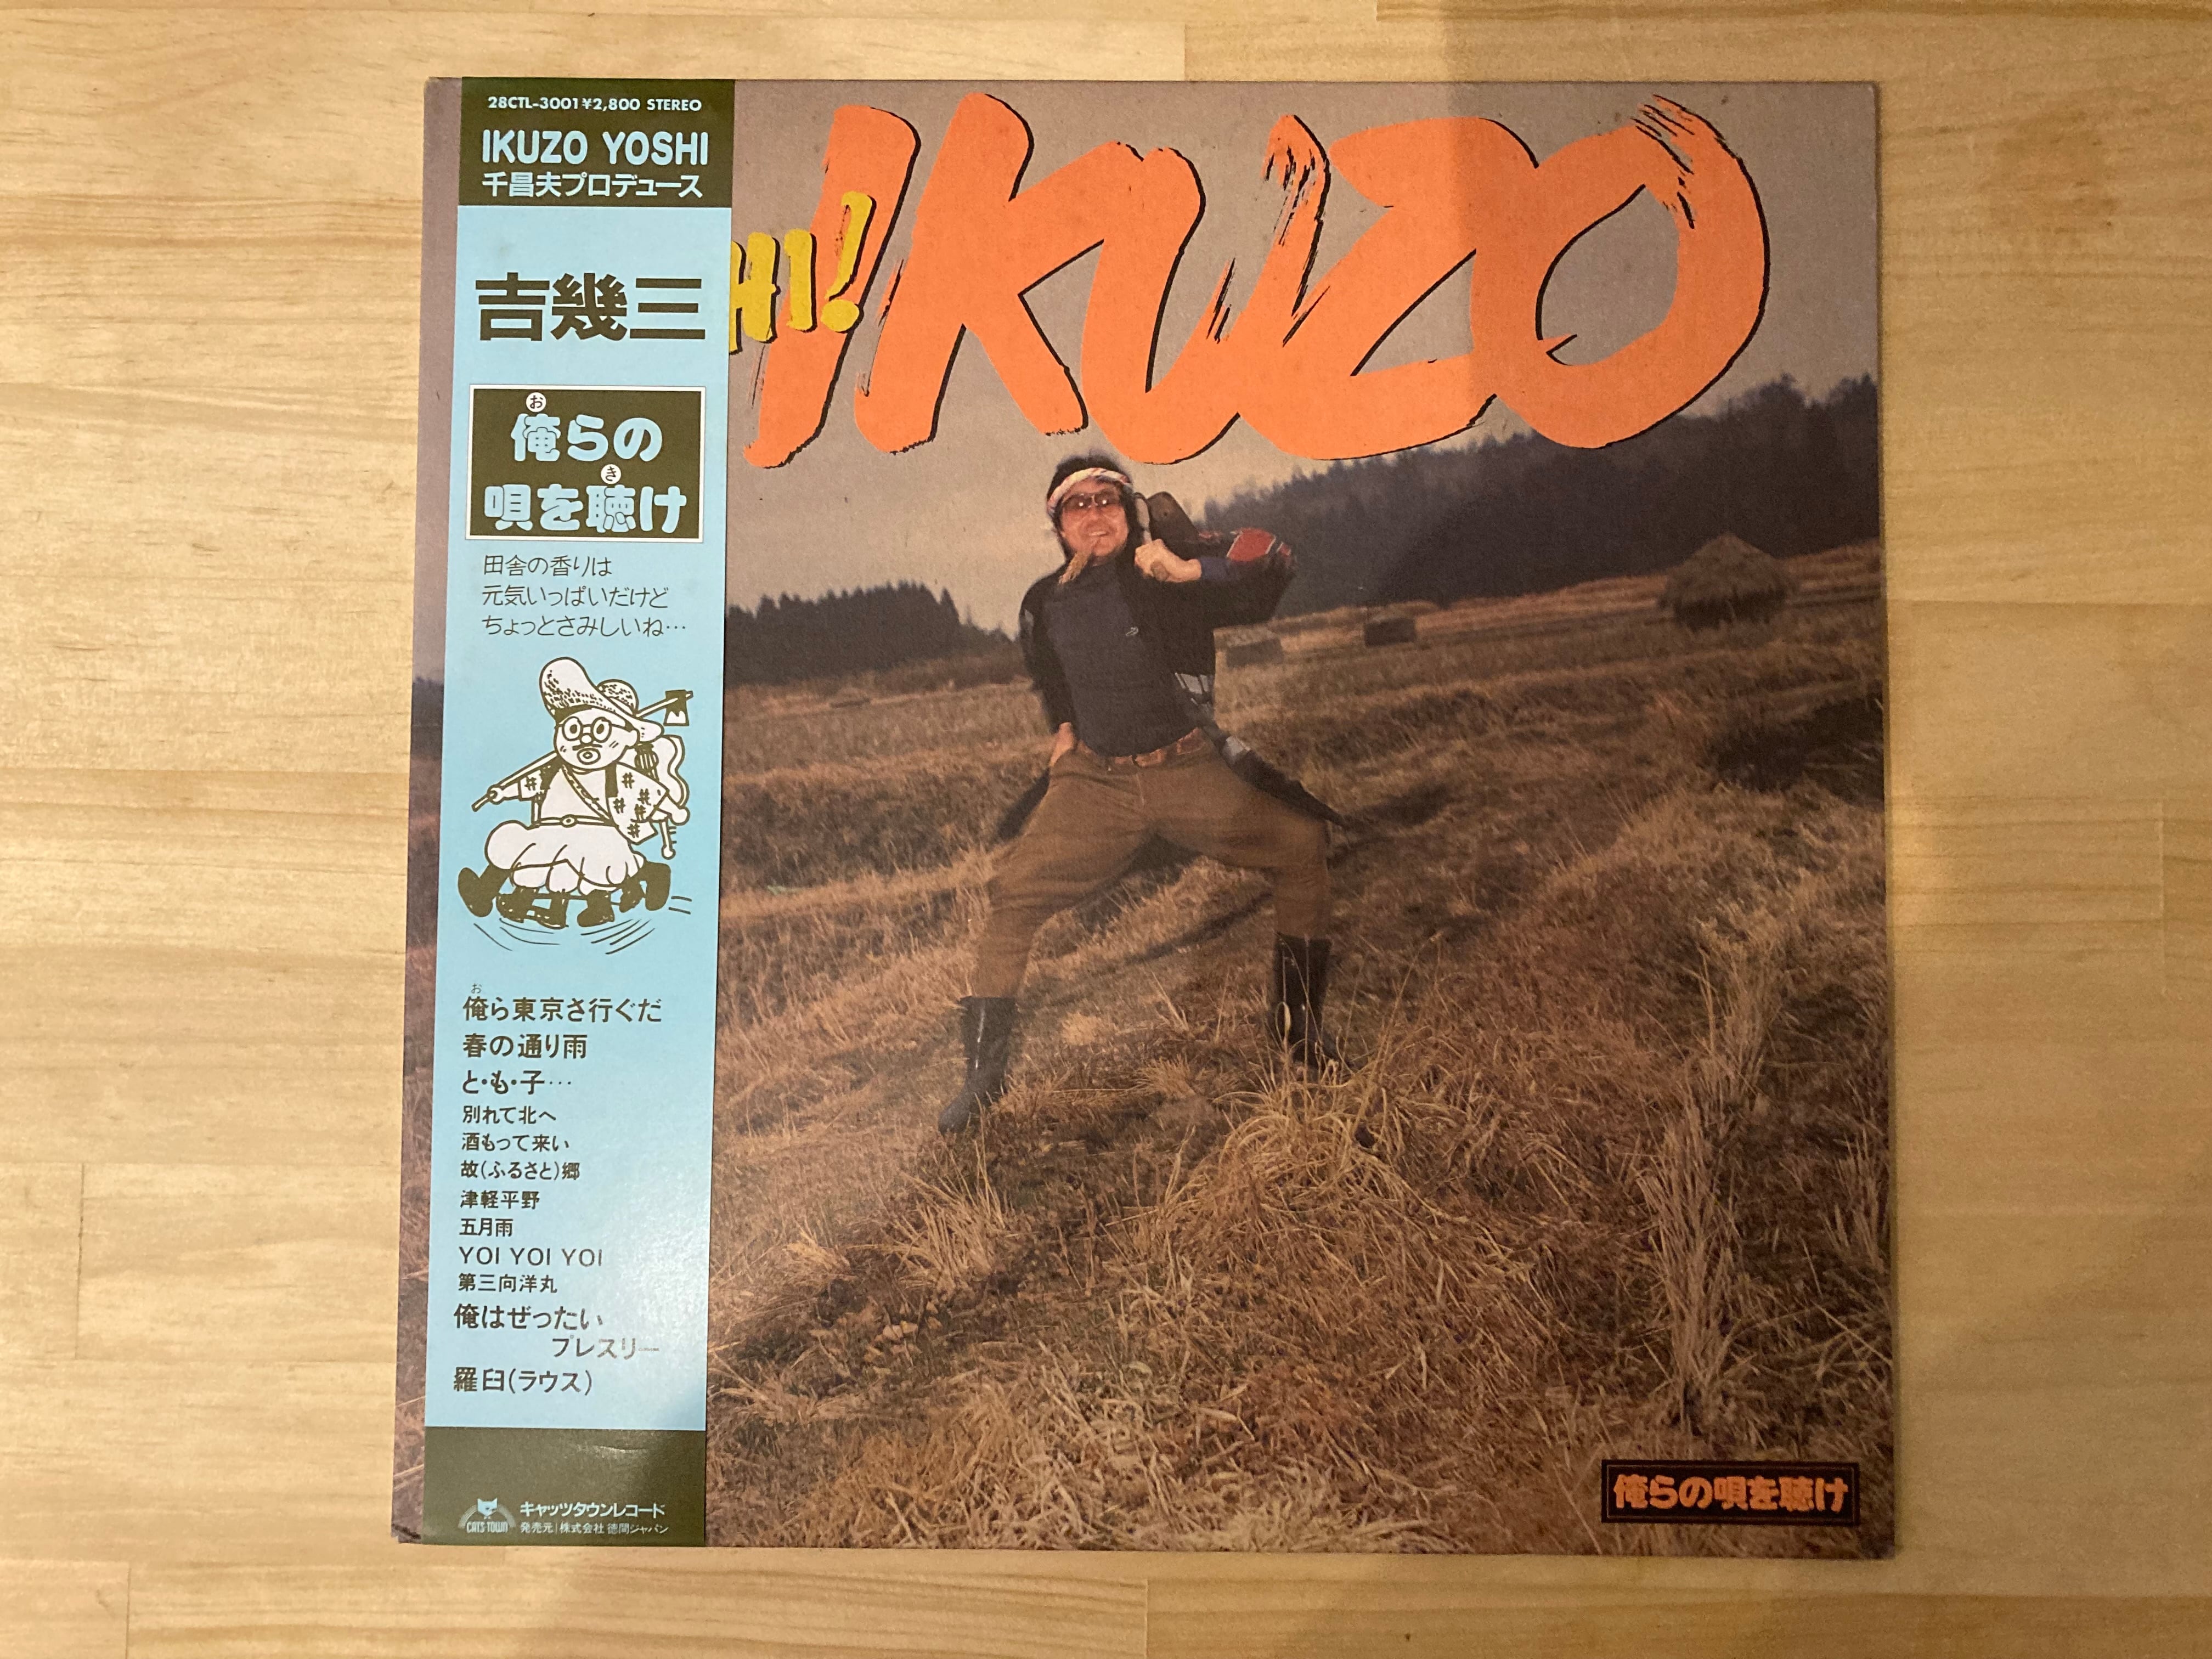 28CTL-3001 ¥2,800 STEREO
IKUZO YOSHI
千昌夫プロデュース
吉幾三
お
俺らの
き
唄を聴け
田舎の香りは
元気いっぱいだけど
ちょっとさみしいね…
お
俺ら東京さ行ぐだ
春の通り雨
と・も・子…
別れて北へ
酒もって来い
故(ふるさと)郷
津軽平野
五月雨
YOI YOI YOI
第三向洋丸
俺はぜったい
プレスリー
羅臼(ラウス)
CATS TOWN
キャッツタウンレコード
発売元|株式会社 徳間ジャパン
HI!
IKUZO
俺らの唄を聴け